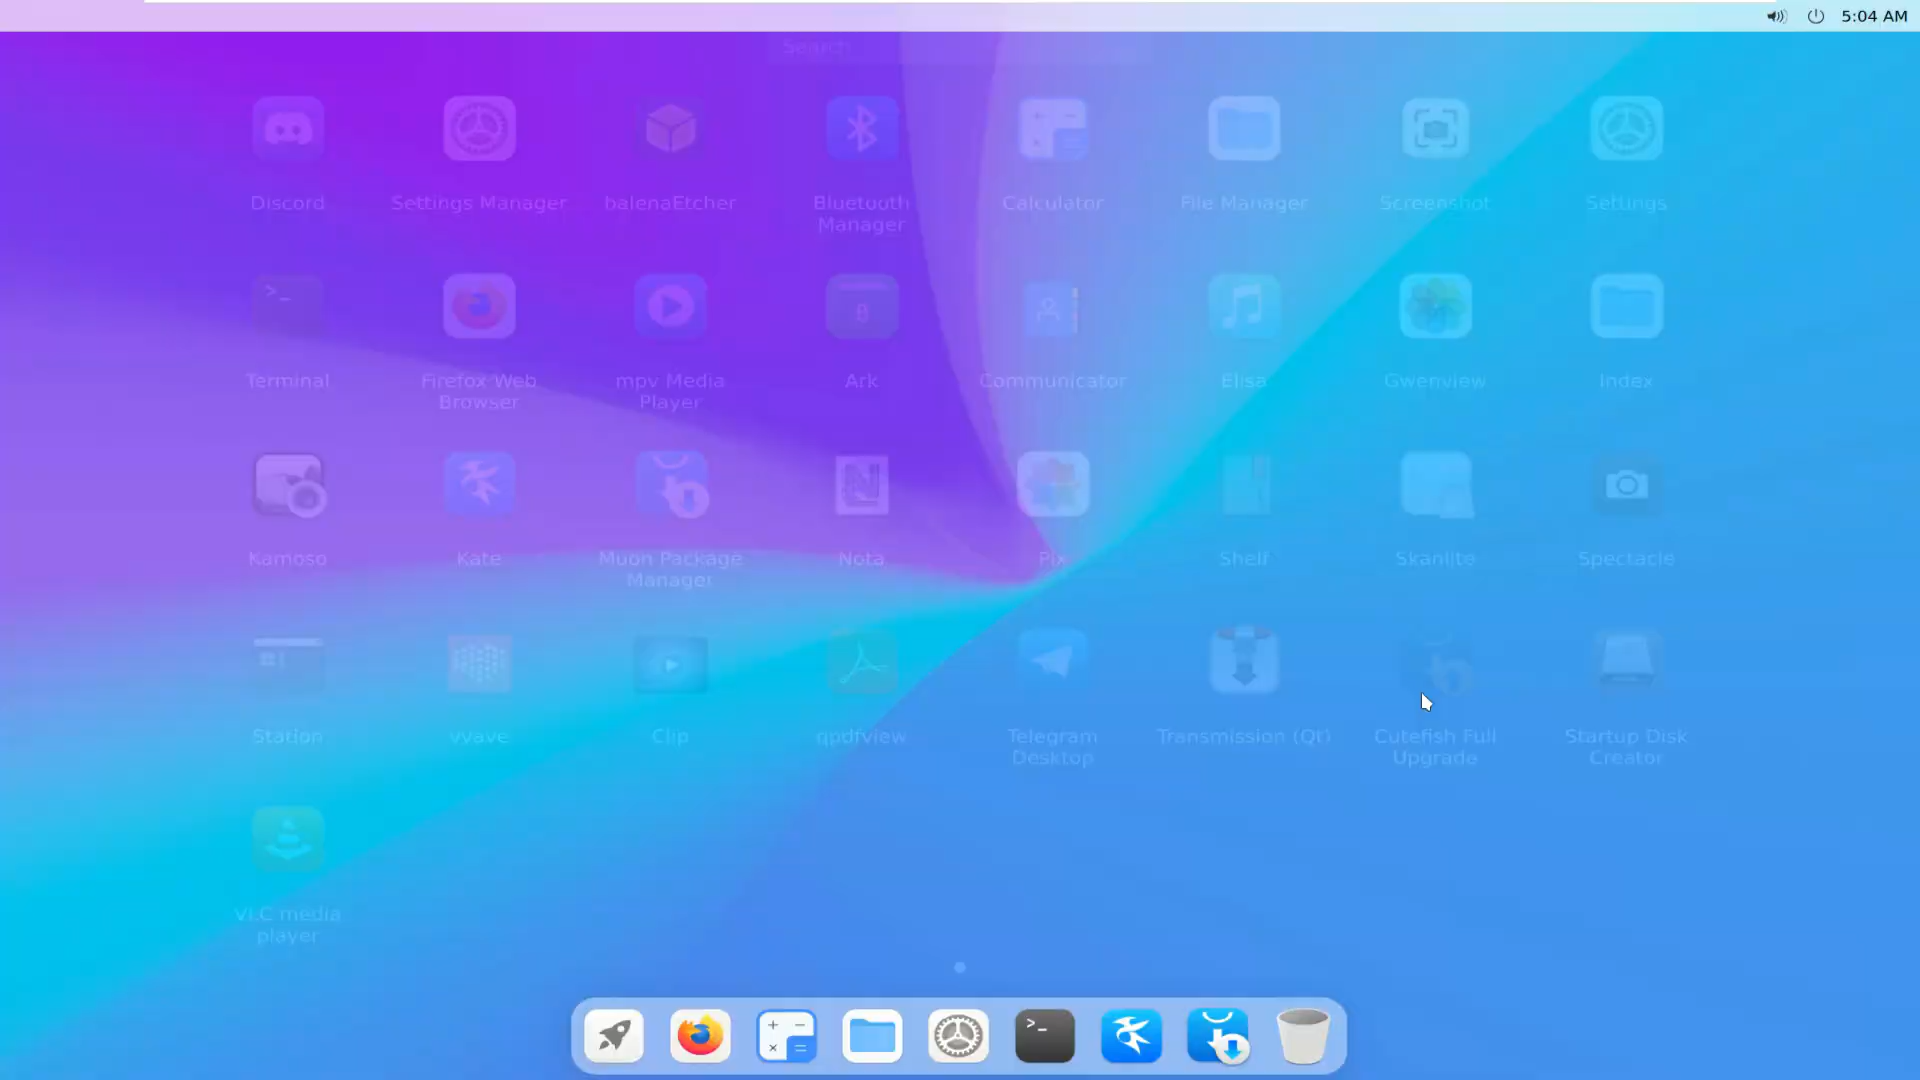 5:04 AM
Search
Discord
Settings Manager
balenaEtcher
Bluetooth
Manager
Calculator
File Manager
Screenshot
Settings
>_
8
Terminal
Firefox Web
Browser
mpv Media
Player
Ark
Communicator
Elisa
Gwenview
Index
N
Kamoso
Kate
Muon Package
Manager
Nota
Pix
Shelf
Skanlite
Spectacle
Station
vvave
Clip
qpdfview
Telegram
Desktop
Transmission (Qt)
Cutefish Full
Upgrade
Startup Disk
Creator
VLC media
player
+ −
× =
>_